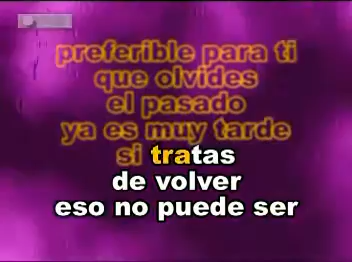 preferible para ti
que olvides
el pasado
ya es muy tarde
si tratas
de volver
eso no puede ser